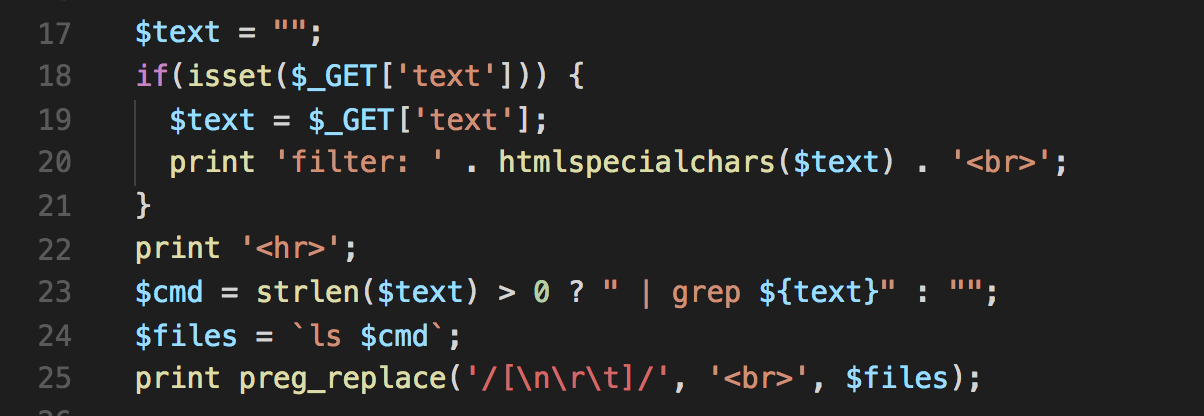 17 $text = "";
18 if(isset($_GET['text'])) {
19 $text = $_GET['text'];
20 print 'filter: ' . htmlspecialchars($text) . '<br>';
21 }
22 print '<hr>';
23 $cmd = strlen($text) > 0 ? " | grep ${text}" : "";
24 $files = `ls $cmd`;
25 print preg_replace('/[\n\r\t]/', '<br>', $files);